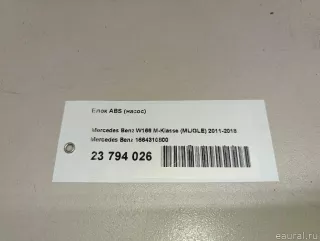 Блок ABS (насос)
Mercedes Benz W166 M-Klasse (ML/GLE) 2011-2018
Mercedes Benz 1664310800
23 794 026
eaural.ru